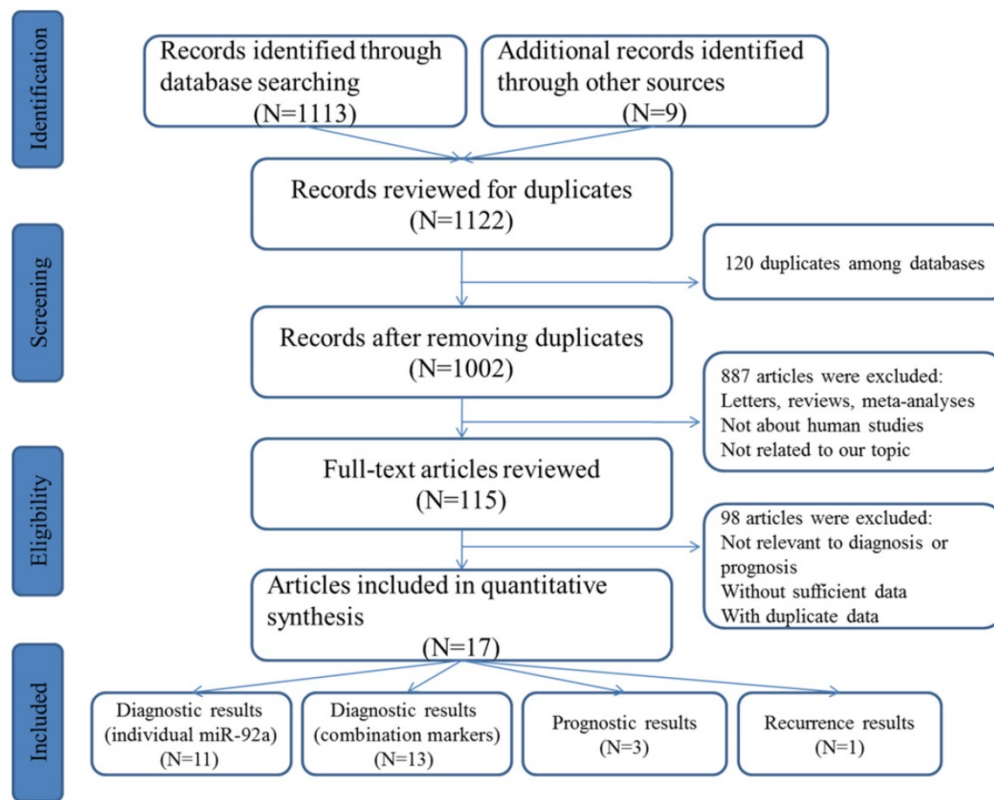 Identification
Records identified through
database searching
(N=1113)
Additional records identified
through other sources
(N=9)
Records reviewed for duplicates
(N=1122)
Screening
120 duplicates among databases
Records after removing duplicates
(N=1002)
887 articles were excluded:
Letters, reviews, meta-analyses
Not about human studies
Not related to our topic
Eligibility
Full-text articles reviewed
(N=115)
98 articles were excluded:
Not relevant to diagnosis or
prognosis
Without sufficient data
With duplicate data
Articles included in quantitative
synthesis
(N=17)
Included
Diagnostic results
(individual miR-92a)
(N=11)
Diagnostic results
(combination markers)
(N=13)
Prognostic results
(N=3)
Recurrence results
(N=1)